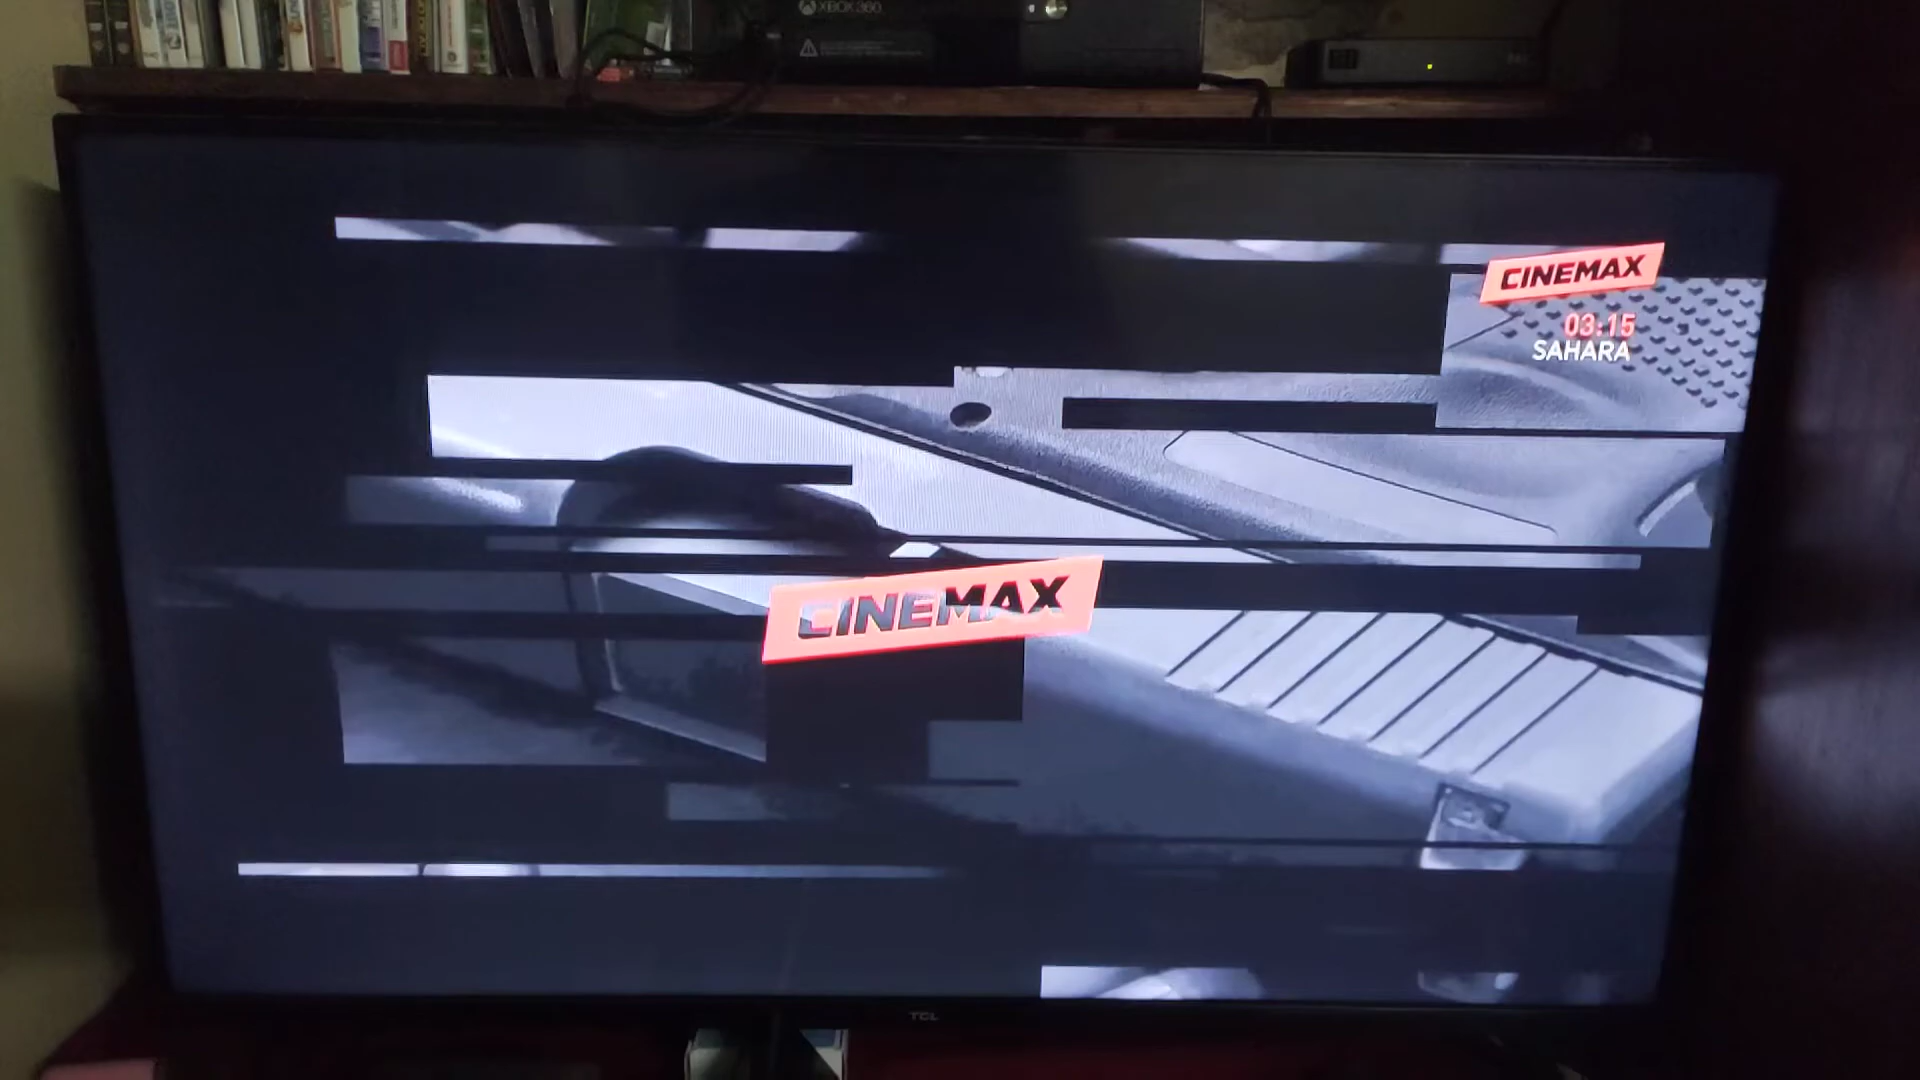 XBOX 360
CINEMAX
03:15
SAHARA
CINEMAX
TCL